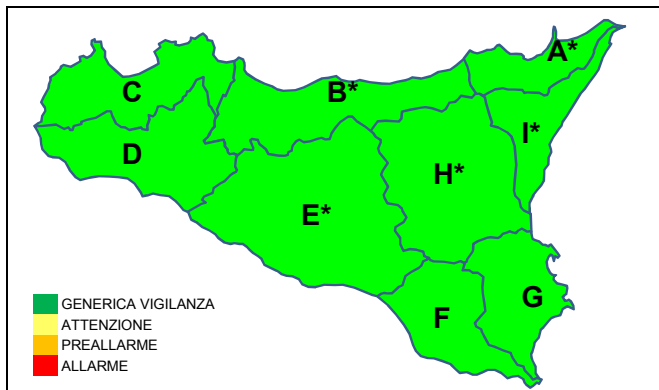 A*
C
B*
I*
D
H*
E*
G
F
GENERICA VIGILANZA
ATTENZIONE
PREALLARME
ALLARME